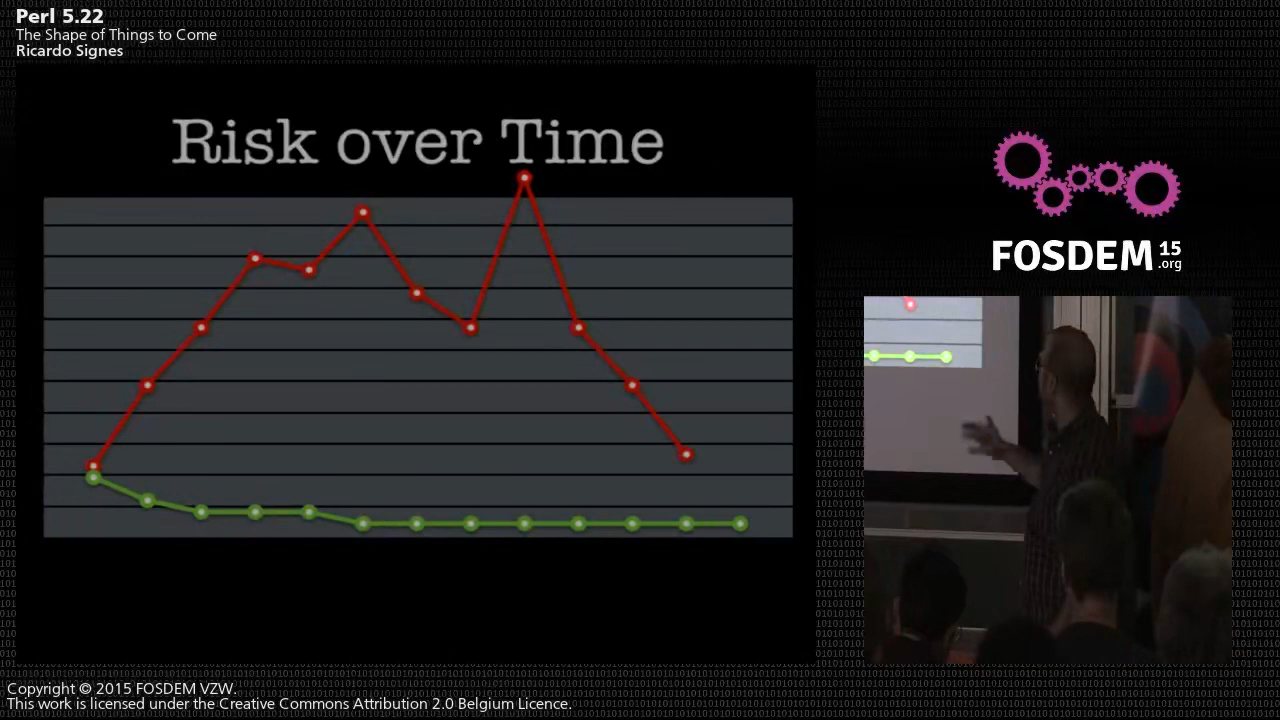 Perl 5.22
The Shape of Things to Come
Ricardo Signes
Risk over Time
FOSDEM 15
.org
Copyright © 2015 FOSDEM VZW.
This work is licensed under the Creative Commons Attribution 2.0 Belgium Licence.